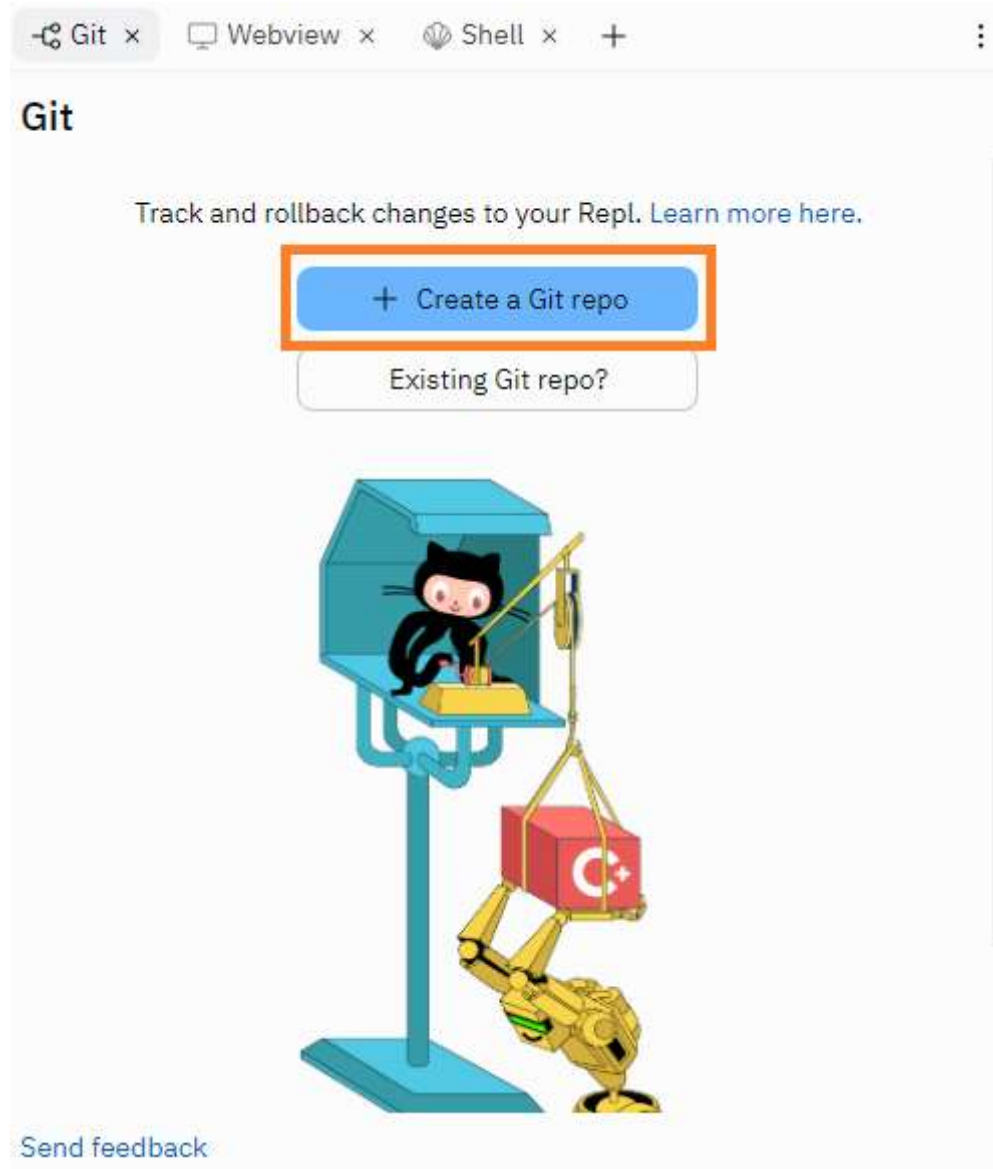 Git × Webview × Shell × +
Git
Track and rollback changes to your Repl. Learn more here.
+ Create a Git repo
Existing Git repo?
C+
Send feedback